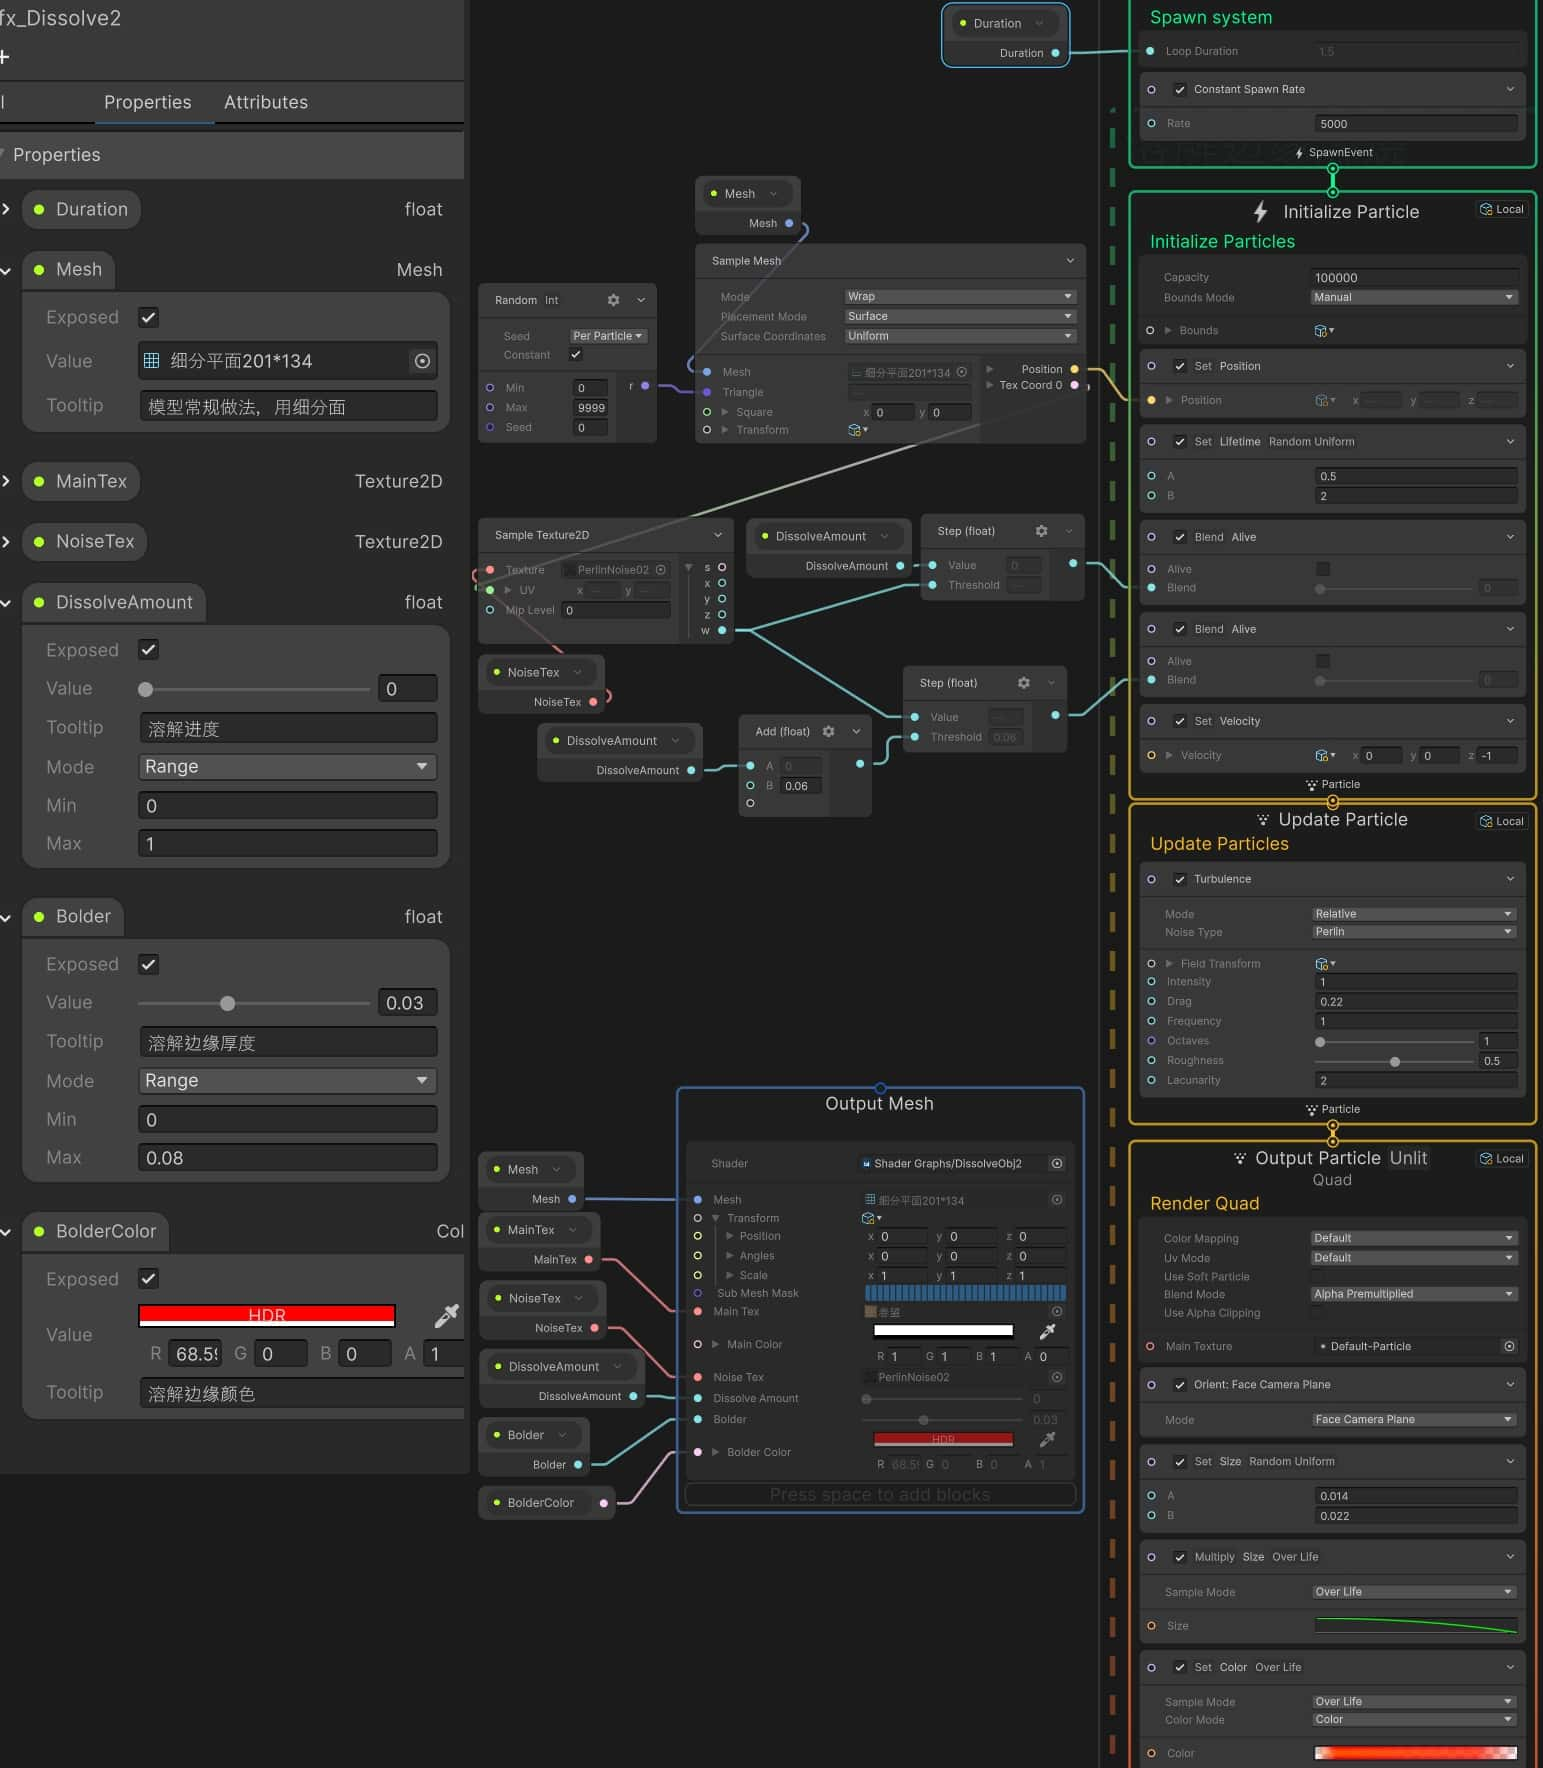 fx_Dissolve2
Properties
Attributes
Properties
Duration
float
Mesh
Mesh
Exposed
Value
细分平面201*134
Tooltip
模型常规做法，用细分面
MainTex
Texture2D
NoiseTex
Texture2D
DissolveAmount
float
Exposed
Value
0
Tooltip
溶解进度
Mode
Range
Min
0
Max
1
Bolder
float
Exposed
Value
0.03
Tooltip
溶解边缘厚度
Mode
Range
Min
0
Max
0.08
BolderColor
Col
Exposed
HDR
Value
R 68.5 G 0 B 0 A 1
Tooltip
溶解边缘颜色
Duration
Duration
Mesh
Mesh
Random Int
Seed
Per Particle
Constant
Min 0
Max 9999
Seed 0
r
Sample Mesh
Mode Wrap
Placement Mode Surface
Surface Coordinates Uniform
Mesh 细分平面201*134
Triangle
Square x 0 y 0
Transform
Position
Tex Coord 0
Sample Texture2D
Texture PerlinNoise02
UV x y
Mip Level 0
s
x
y
z
w
NoiseTex
NoiseTex
DissolveAmount
DissolveAmount
Step (float)
Value 0
Threshold
DissolveAmount
DissolveAmount
Add (float)
A 0
B 0.06
Step (float)
Value
Threshold 0.06
Mesh
Mesh
MainTex
MainTex
NoiseTex
NoiseTex
DissolveAmount
DissolveAmount
Bolder
Bolder
BolderColor
Output Mesh
Shader Shader Graphs/DissolveObj2
Mesh 细分平面201*134
Transform
Position x 0 y 0 z 0
Angles x 0 y 0 z 0
Scale x 1 y 1 z 1
Sub Mesh Mask
Main Tex
Main Color
R 1 G 1 B 1 A 0
Noise Tex PerlinNoise02
Dissolve Amount 0
Bolder 0.03
HDR
Bolder Color
R 68.5 G 0 B 0 A 1
Press space to add blocks
Spawn system
Loop Duration 1.5
Constant Spawn Rate
Rate 5000
SpawnEvent
Initialize Particle
Local
Initialize Particles
Capacity 100000
Bounds Mode Manual
Bounds
Set Position
Position x y z
Set Lifetime Random Uniform
A 0.5
B 2
Blend Alive
Alive
Blend 0
Blend Alive
Alive
Blend 0
Set Velocity
Velocity x 0 y 0 z -1
Particle
Update Particle
Local
Update Particles
Turbulence
Mode Relative
Noise Type Perlin
Field Transform
Intensity 1
Drag 0.22
Frequency 1
Octaves 1
Roughness 0.5
Lacunarity 2
Particle
Output Particle Unlit
Local
Quad
Render Quad
Color Mapping Default
Uv Mode Default
Use Soft Particle
Blend Mode Alpha Premultiplied
Use Alpha Clipping
Main Texture Default-Particle
Orient: Face Camera Plane
Mode Face Camera Plane
Set Size Random Uniform
A 0.014
B 0.022
Multiply Size Over Life
Sample Mode Over Life
Size
Set Color Over Life
Sample Mode Over Life
Color Mode Color
Color